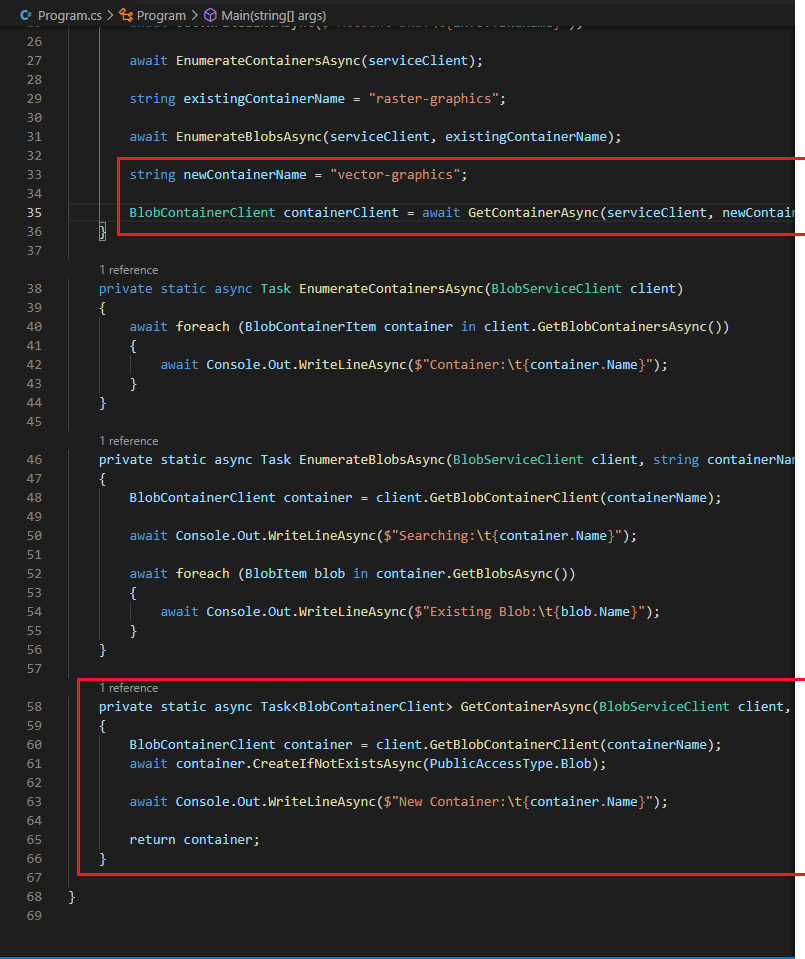 Program.cs > Program > Main(string[] args)
26
27 await EnumerateContainersAsync(serviceClient);
28
29 string existingContainerName = "raster-graphics";
30
31 await EnumerateBlobsAsync(serviceClient, existingContainerName);
32
33 string newContainerName = "vector-graphics";
34
35 BlobContainerClient containerClient = await GetContainerAsync(serviceClient, newContain
36 }
37
1 reference
38 private static async Task EnumerateContainersAsync(BlobServiceClient client)
39 {
40 await foreach (BlobContainerItem container in client.GetBlobContainersAsync())
41 {
42 await Console.Out.WriteLineAsync($"Container:\t{container.Name}");
43 }
44 }
45
1 reference
46 private static async Task EnumerateBlobsAsync(BlobServiceClient client, string containerNam
47 {
48 BlobContainerClient container = client.GetBlobContainerClient(containerName);
49
50 await Console.Out.WriteLineAsync($"Searching:\t{container.Name}");
51
52 await foreach (BlobItem blob in container.GetBlobsAsync())
53 {
54 await Console.Out.WriteLineAsync($"Existing Blob:\t{blob.Name}");
55 }
56 }
57
1 reference
58 private static async Task<BlobContainerClient> GetContainerAsync(BlobServiceClient client,
59 {
60 BlobContainerClient container = client.GetBlobContainerClient(containerName);
61 await container.CreateIfNotExistsAsync(PublicAccessType.Blob);
62
63 await Console.Out.WriteLineAsync($"New Container:\t{container.Name}");
64
65 return container;
66 }
67
68 }
69